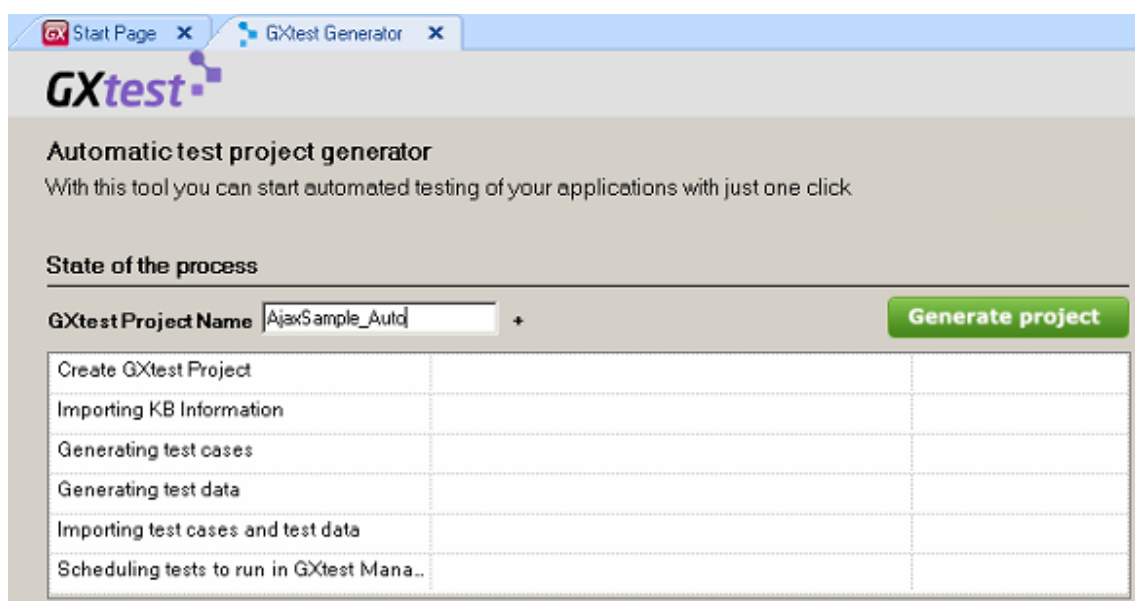 GX Start Page X GXtest Generator X
GXtest
Automatic test project generator
With this tool you can start automated testing of your applications with just one click
State of the process
GXtest Project Name AjaxSample_Auto + Generate project
Create GXtest Project
Importing KB Information
Generating test cases
Generating test data
Importing test cases and test data
Scheduling tests to run in GXtest Mana...